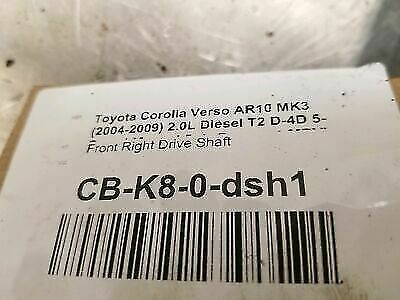 Toyota Corolla Verso AR10 MK3
(2004-2009) 2.0L Diesel T2 D-4D 5-
Front Right Drive Shaft
CB-K8-0-dsh1